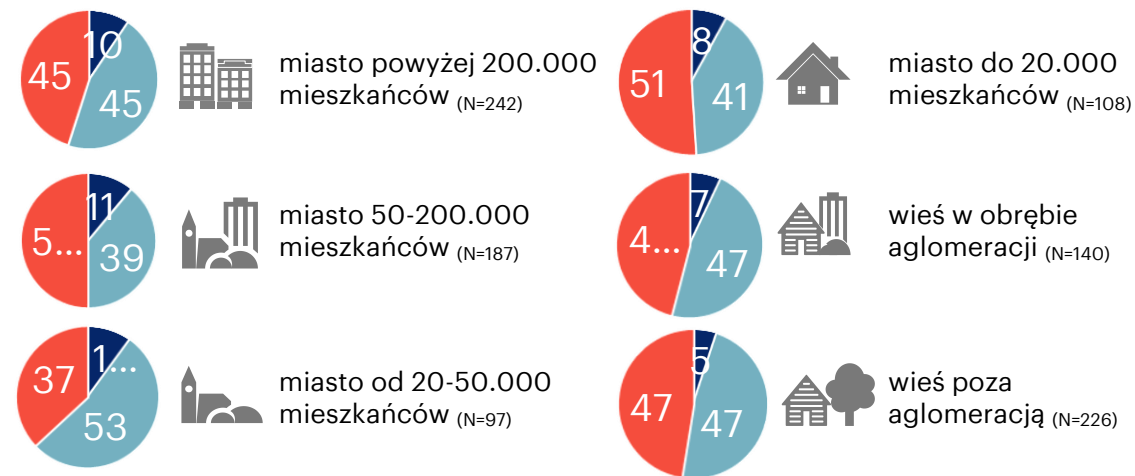 10
45
45
miasto powyżej 200.000
mieszkańców (N=242)
11
5...
39
miasto 50-200.000
mieszkańców (N=187)
1...
37
53
miasto od 20-50.000
mieszkańców (N=97)
8
51
41
miasto do 20.000
mieszkańców (N=108)
7
4...
47
wieś w obrębie
aglomeracji (N=140)
5
47
47
wieś poza
aglomeracją (N=226)